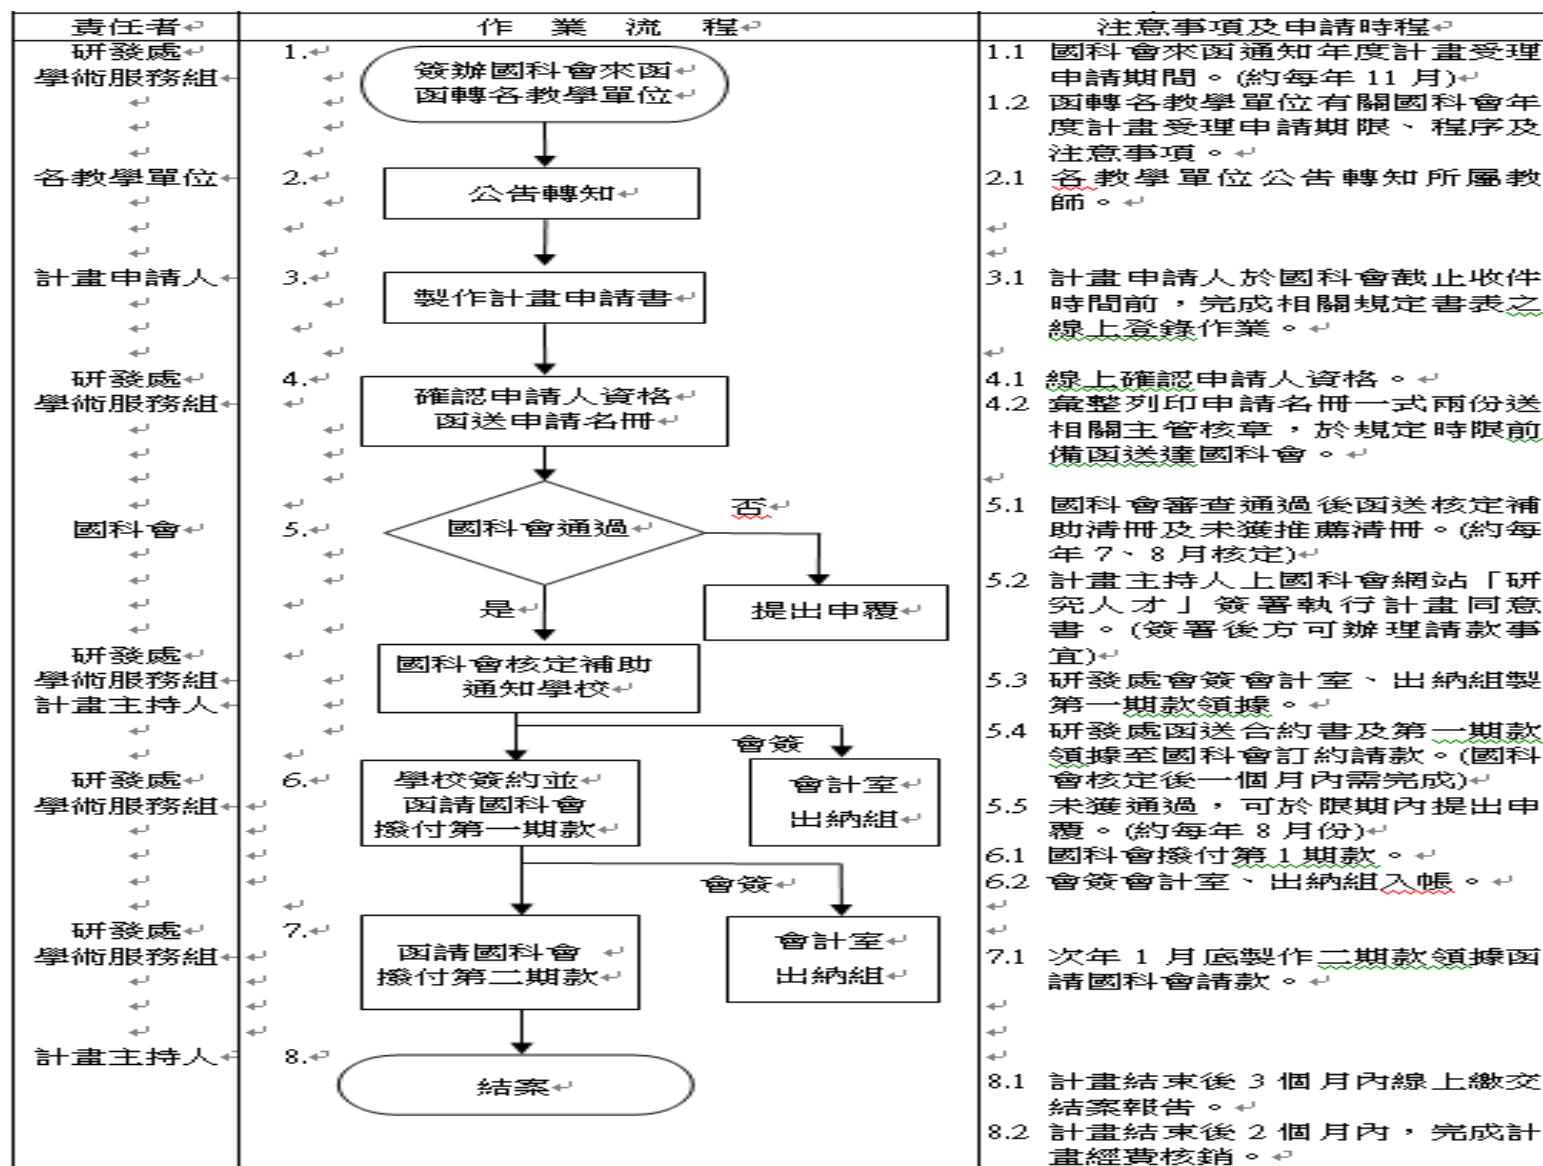 責任者
作 業 流 程
注意事項及申請時程
研發處
學術服務組
1.
簽辦國科會來函
函轉各教學單位
1.1 國科會來函通知年度計畫受理
申請期間。(約每年 11 月)
1.2 函轉各教學單位有關國科會年
度計畫受理申請期限、程序及
注意事項。
各教學單位
2.
公告轉知
2.1 各教學單位公告轉知所屬教
師。
計畫申請人
3.
製作計畫申請書
3.1 計畫申請人於國科會截止收件
時間前，完成相關規定書表之
線上登錄作業。
研發處
學術服務組
4.
確認申請人資格
函送申請名冊
4.1 線上確認申請人資格。
4.2 彙整列印申請名冊一式兩份送
相關主管核章，於規定時限前
備函送達國科會。
國科會
5.
國科會通過
否
提出申覆
是
5.1 國科會審查通過後函送核定補
助清冊及未獲推薦清冊。(約每
年 7、8 月核定)
5.2 計畫主持人上國科會網站「研
究人才」簽署執行計畫同意
書。(簽署後方可辦理請款事
宜)
研發處
學術服務組
計畫主持人
國科會核定補助
通知學校
會簽
會計室
出納組
5.3 研發處會簽會計室、出納組製
第一期款領據。
5.4 研發處函送合約書及第一期款
領據至國科會訂約請款。(國科
會核定後一個月內需完成)
5.5 未獲通過，可於限期內提出申
覆。(約每年 8 月份)
研發處
學術服務組
6.
學校簽約並
函請國科會
撥付第一期款
會簽
會計室
出納組
6.1 國科會撥付第 1 期款。
6.2 會簽會計室、出納組入帳。
研發處
學術服務組
7.
函請國科會
撥付第二期款
7.1 次年 1 月底製作二期款領據函
請國科會請款。
計畫主持人
8.
結案
8.1 計畫結束後 3 個月內線上繳交
結案報告。
8.2 計畫結束後 2 個月內，完成計
畫經費核銷。